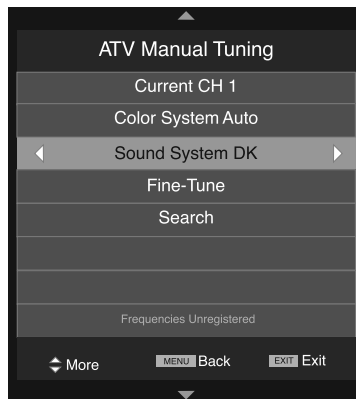 ATV Manual Tuning
Current CH 1
Color System Auto
Sound System DK
Fine-Tune
Search
Frequencies Unregistered
More MENU Back EXIT Exit